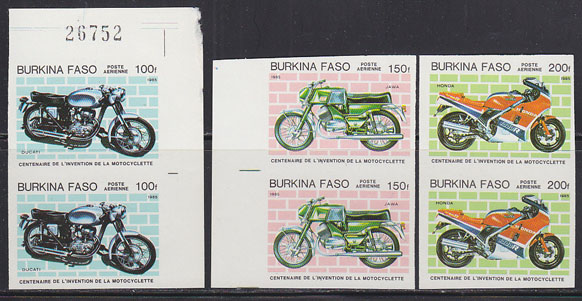 26752
BURKINA FASO POSTE AERIENNE 100f
1985
DUCATI
CENTENAIRE DE L'INVENTION DE LA MOTOCYCLETTE
BURKINA FASO POSTE AERIENNE 100f
1985
DUCATI
CENTENAIRE DE L'INVENTION DE LA MOTOCYCLETTE
BURKINA FASO POSTE AERIENNE 150f
1985 JAWA
CENTENAIRE DE L'INVENTION DE LA MOTOCYCLETTE
BURKINA FASO POSTE AERIENNE 150f
1985 JAWA
CENTENAIRE DE L'INVENTION DE LA MOTOCYCLETTE
BURKINA FASO POSTE AERIENNE 200f
HONDA 1985
CENTENAIRE DE L'INVENTION DE LA MOTOCYCLETTE
BURKINA FASO POSTE AERIENNE 200f
HONDA 1985
CENTENAIRE DE L'INVENTION DE LA MOTOCYCLETTE